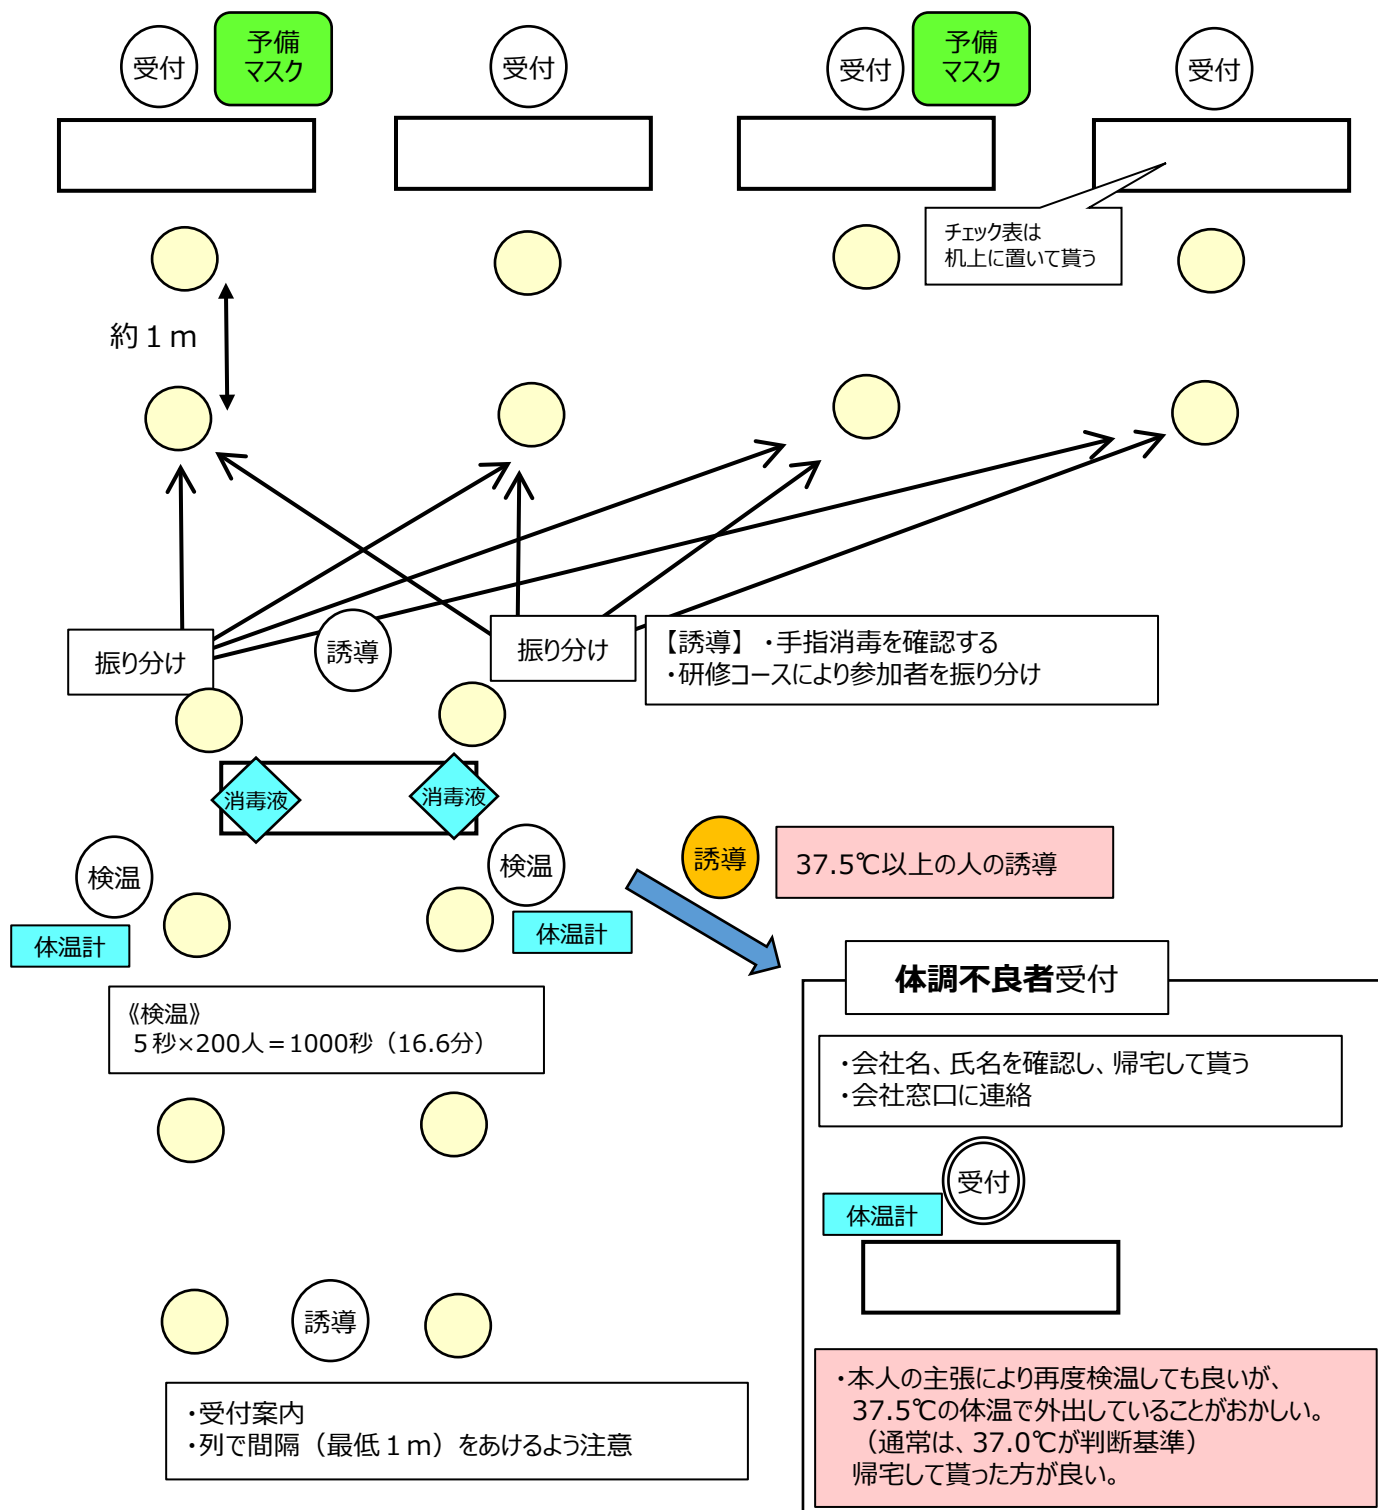 受付
予備
マスク
受付
受付
予備
マスク
受付
チェック表は
机上に置いて貰う
約１ｍ
振り分け
誘導
振り分け
【誘導】・手指消毒を確認する
・研修コースにより参加者を振り分け
消毒液
消毒液
検温
検温
体温計
体温計
誘導
37.5℃以上の人の誘導
《検温》
５秒×200人＝1000秒（16.6分）
体調不良者受付
・会社名、氏名を確認し、帰宅して貰う
・会社窓口に連絡
受付
体温計
誘導
・受付案内
・列で間隔（最低１ｍ）をあけるよう注意
・本人の主張により再度検温しても良いが、
37.5℃の体温で外出していることがおかしい。
（通常は、37.0℃が判断基準）
帰宅して貰った方が良い。